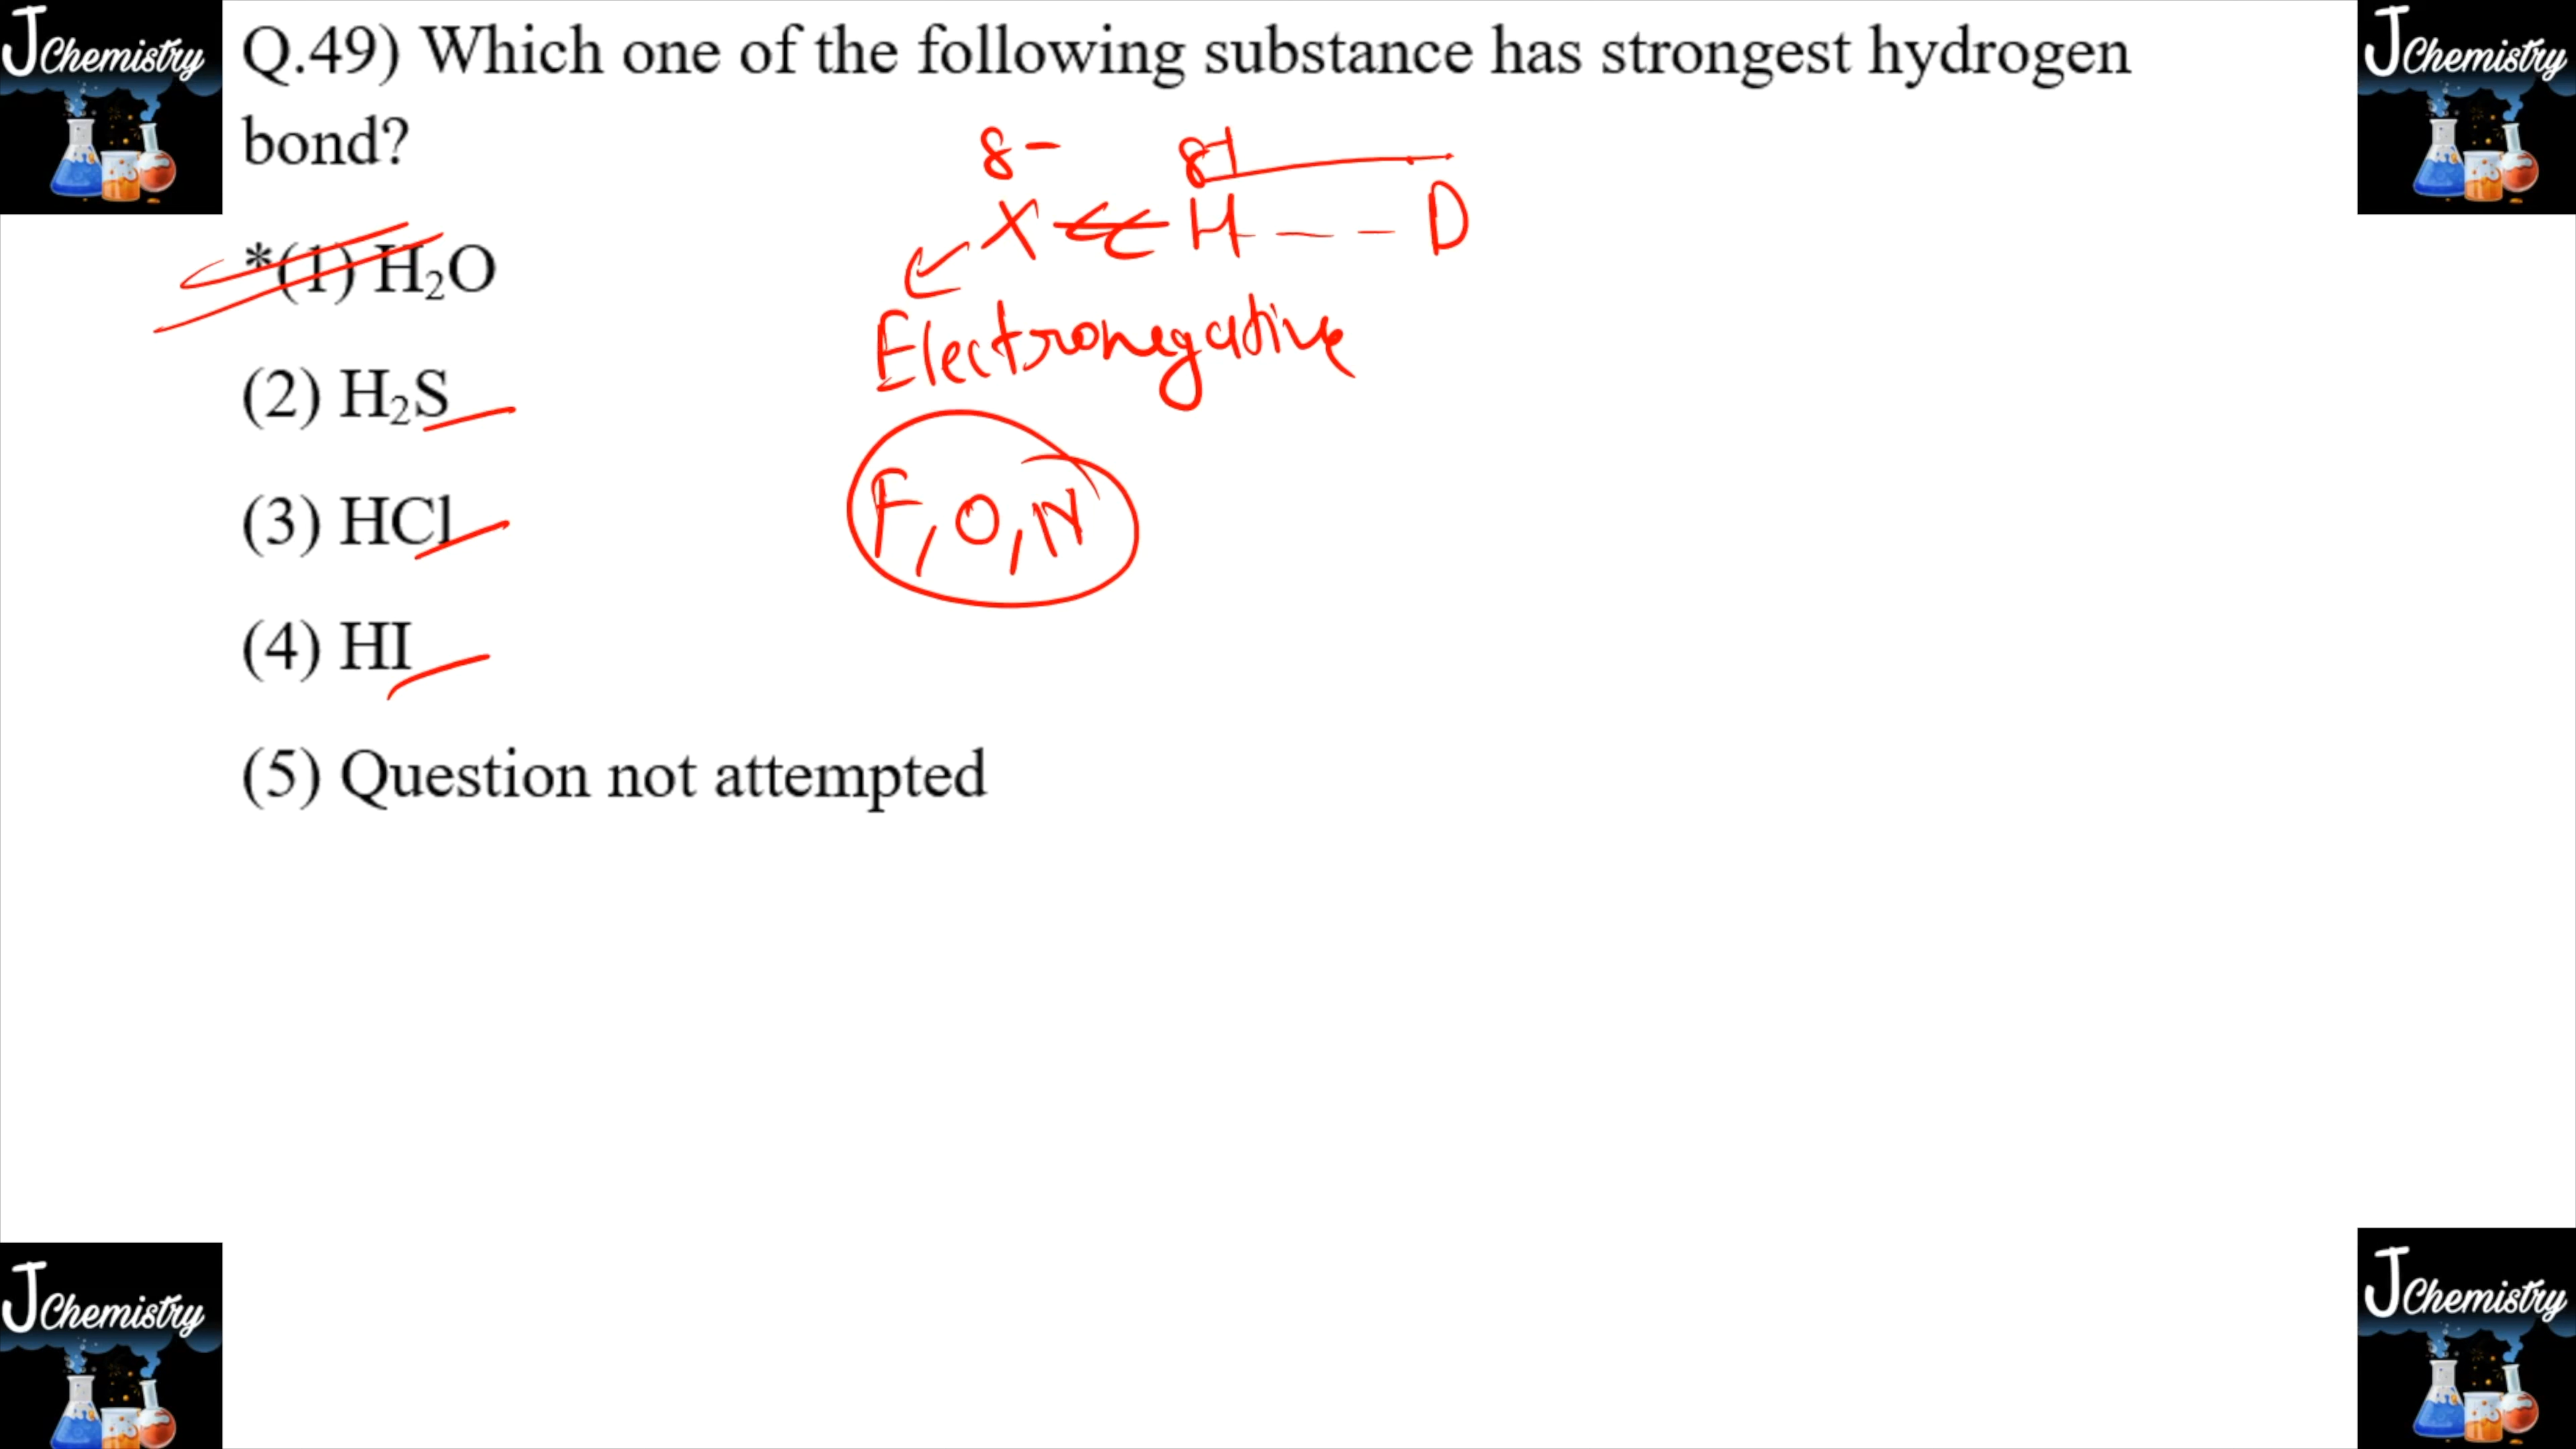 JChemistry
JChemistry
Q.49) Which one of the following substance has strongest hydrogen
bond?
δ- δ+
X H --- D
*(1) H₂O
Electronegative
(2) H₂S
(3) HCl
F, O, N
(4) HI
(5) Question not attempted
JChemistry
JChemistry